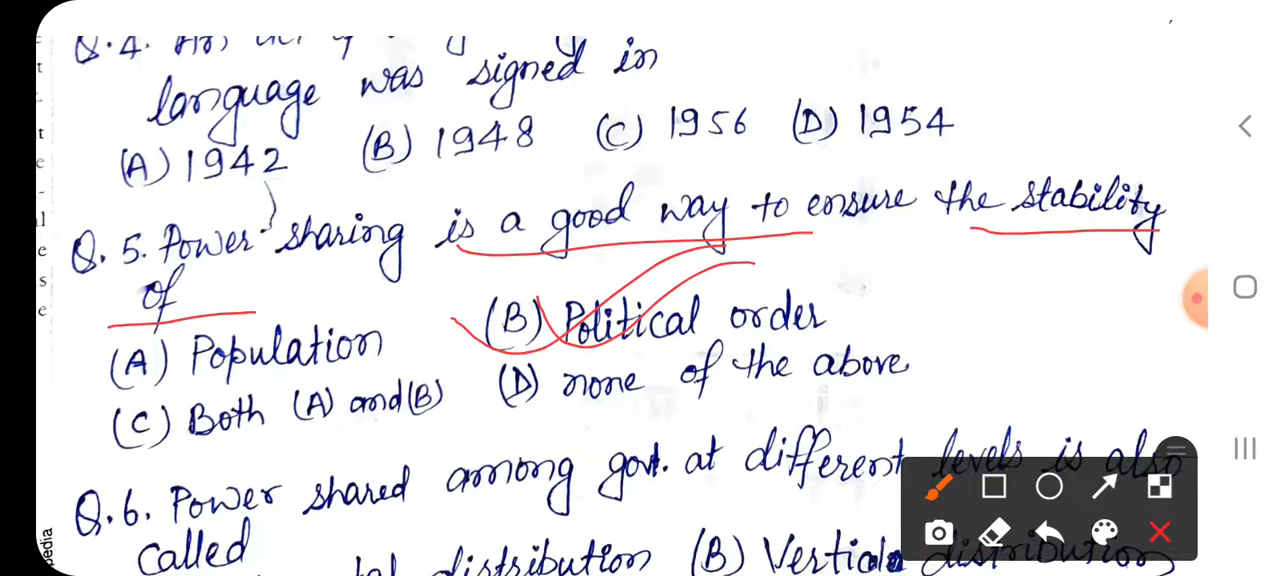 Q.4.
language was signed in
(A) 1942 (B) 1948 (C) 1956 (D) 1954
Q.5. Power sharing is a good way to ensure the stability
of
(A) Population (B) Political order
(C) Both (A) and (B) (D) none of the above
Q.6. Power shared among govt. at different levels is also
called
distribution (B) Vertical distribution
t
t
e
l
e
s
e
pedia